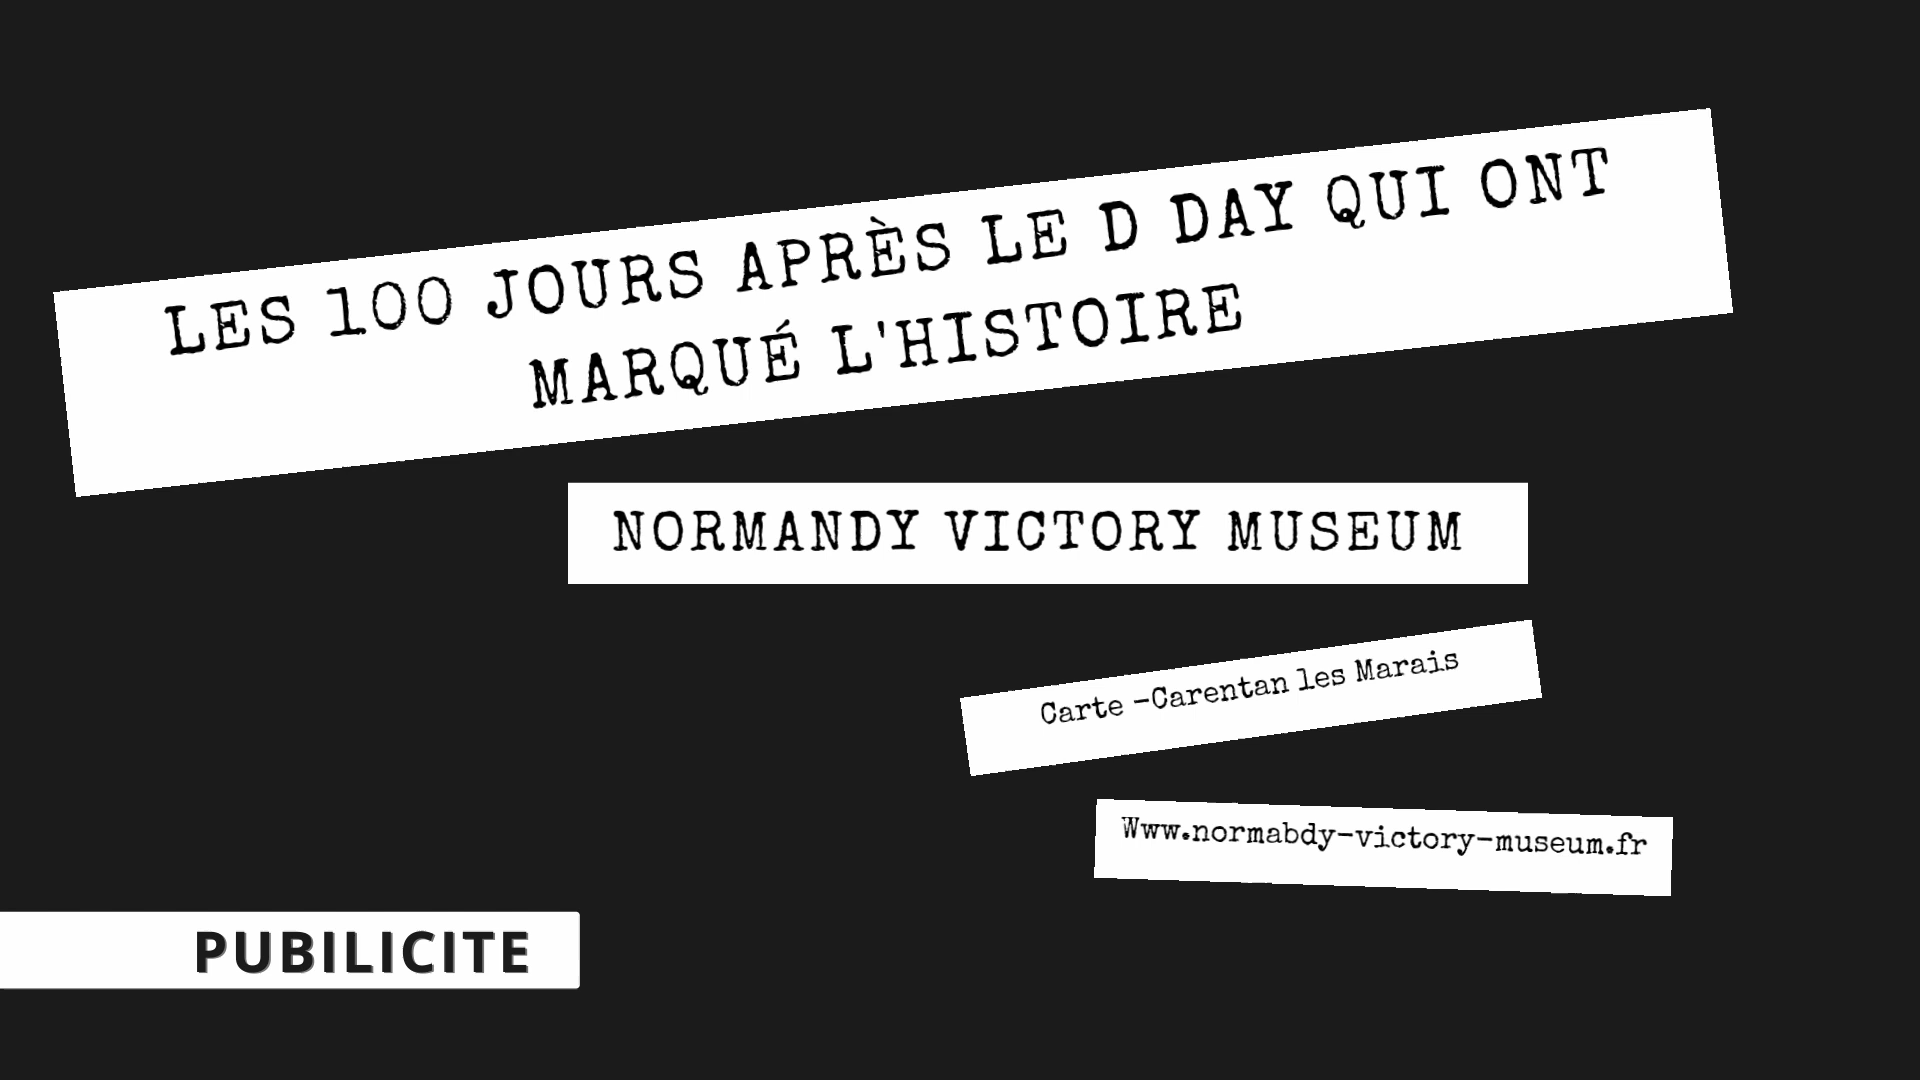 LES 100 JOURS APRÈS LE D DAY QUI ONT
MARQUÉ L'HISTOIRE
NORMANDY VICTORY MUSEUM
Carte -Carentan les Marais
Www.normabdy-victory-museum.fr
PUBILICITE